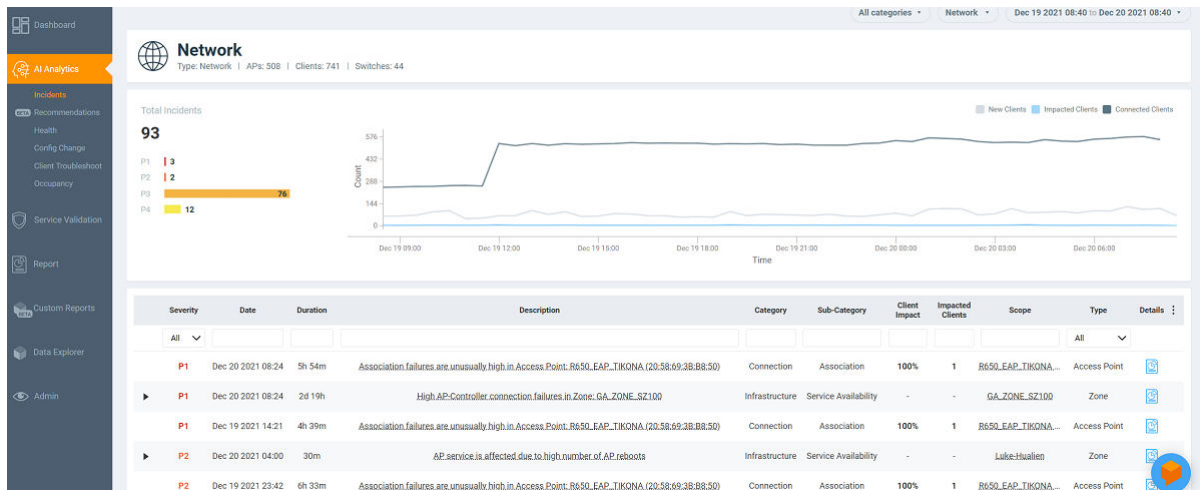 Dashboard
All categories
Network
Dec 19 2021 08:40 to Dec 20 2021 08:40
AI Analytics
Incidents
BETA Recommendations
Health
Config Change
Client Troubleshoot
Occupancy
Service Validation
Report
Custom Reports
BETA
Data Explorer
Admin
Network
Type: Network | APs: 508 | Clients: 741 | Switches: 44
Total Incidents
93
P1 3
P2 2
P3 76
P4 12
New Clients Impacted Clients Connected Clients
Count
576
432
288
144
0
Dec 19 09:00 Dec 19 12:00 Dec 19 15:00 Dec 19 18:00 Dec 19 21:00 Dec 20 00:00 Dec 20 03:00 Dec 20 06:00
Time
Severity Date Duration Description Category Sub-Category Client Impact Impacted Clients Scope Type Details
All All
P1 Dec 20 2021 08:24 5h 54m Association failures are unusually high in Access Point: R650_EAP_TIKONA (20:58:69:3B:B8:50) Connection Association 100% 1 R650_EAP_TIKONA ... Access Point
P1 Dec 20 2021 08:24 2d 19h High AP-Controller connection failures in Zone: GA_ZONE_SZ100 Infrastructure Service Availability - - GA_ZONE_SZ100 Zone
P1 Dec 19 2021 14:21 4h 39m Association failures are unusually high in Access Point: R650_EAP_TIKONA (20:58:69:3B:B8:50) Connection Association 100% 1 R650_EAP_TIKONA ... Access Point
P2 Dec 20 2021 04:00 30m AP service is affected due to high number of AP reboots Infrastructure Service Availability - - Luke-Hualien Zone
P2 Dec 19 2021 23:42 6h 33m Association failures are unusually high in Access Point: R650_EAP_TIKONA (20:58:69:3B:B8:50) Connection Association 100% 1 R650_EAP_TIKONA ... Access Point